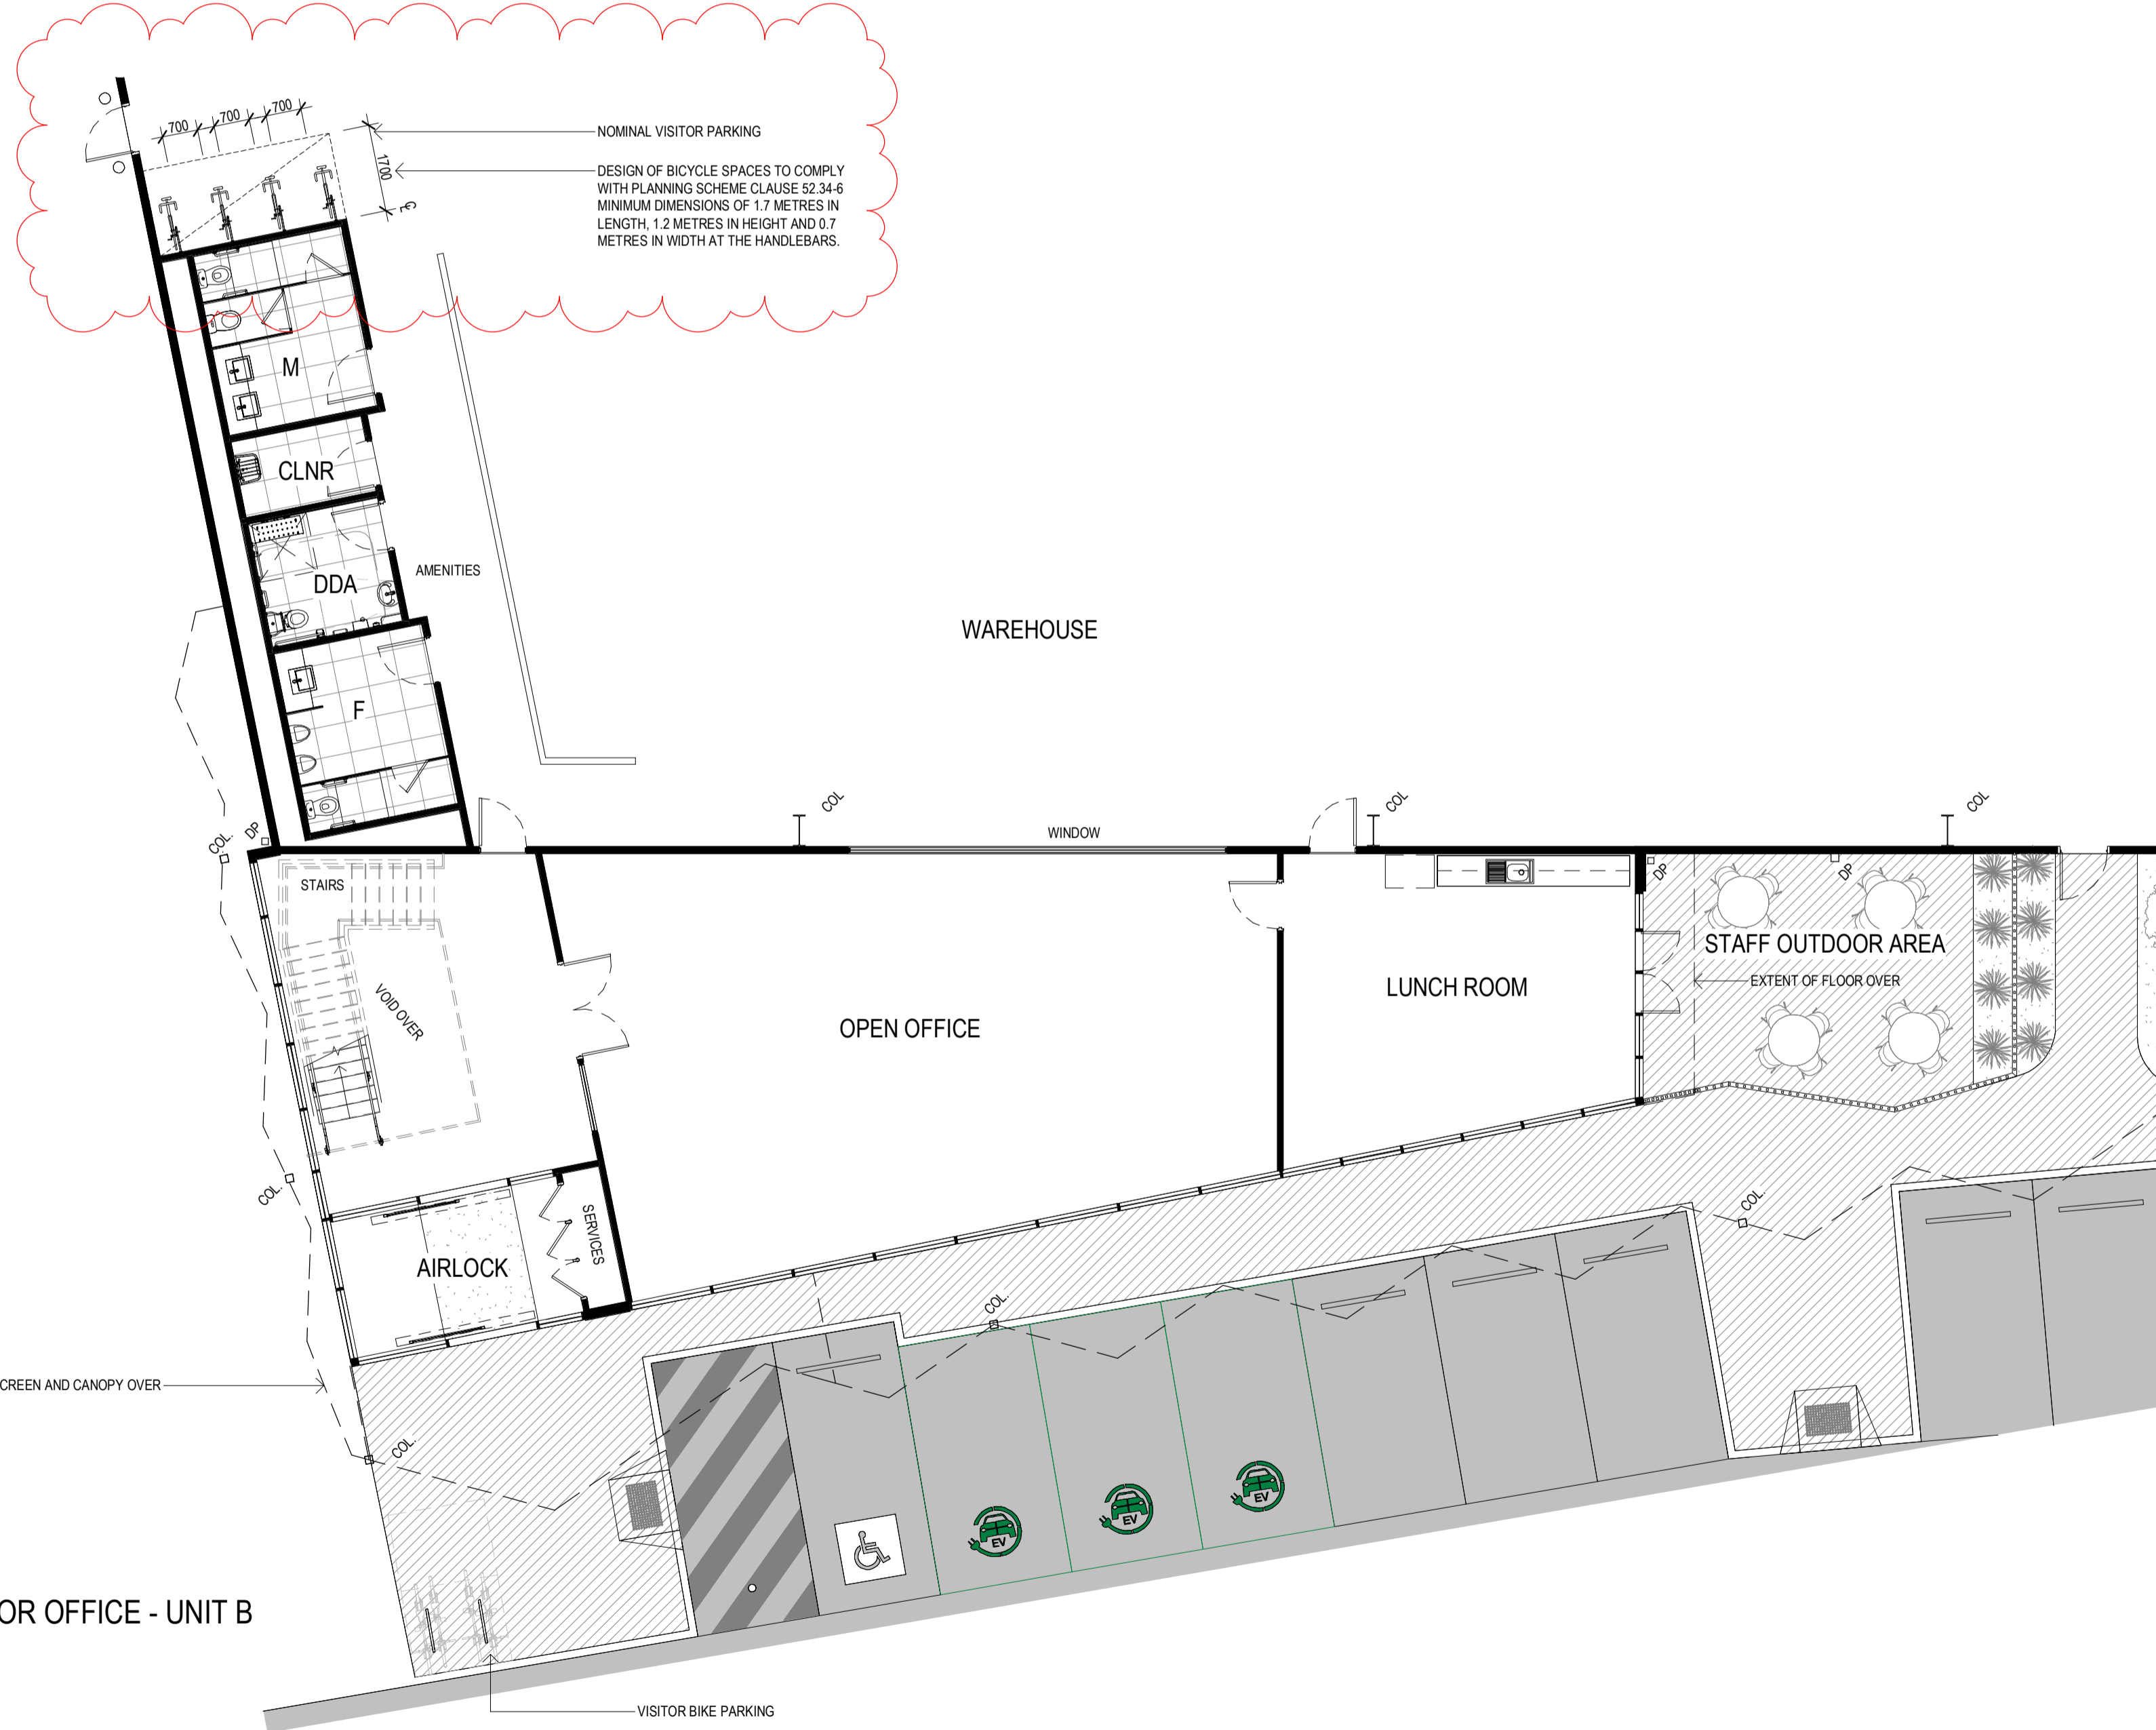 700
700
700
1700
NOMINAL VISITOR PARKING
DESIGN OF BICYCLE SPACES TO COMPLY
WITH PLANNING SCHEME CLAUSE 52.34-6
MINIMUM DIMENSIONS OF 1.7 METRES IN
LENGTH, 1.2 METRES IN HEIGHT AND 0.7
METRES IN WIDTH AT THE HANDLEBARS.
M
CLNR
DDA
AMENITIES
F
WAREHOUSE
COL
COL
COL
WINDOW
COL.
DP
STAIRS
VOID OVER
OPEN OFFICE
LUNCH ROOM
DP
DP
STAFF OUTDOOR AREA
EXTENT OF FLOOR OVER
COL.
SERVICES
AIRLOCK
COL.
COL.
CREEN AND CANOPY OVER
COL.
EV
EV
EV
OR OFFICE - UNIT B
VISITOR BIKE PARKING